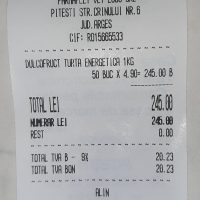 PITESTI STR.CRINULUI NR.6
JUD.ARGES
CIF: RO15665533
DULCOFRUCT TURTA ENERGETICA 1KG
50 BUC X 4.90= 245.00 B
TOTAL LEI 245.00
NUMERAR LEI 245.00
REST 0.00
TOTAL TVA B - 9% 20.23
TOTAL TVA BON 20.23
ALIN